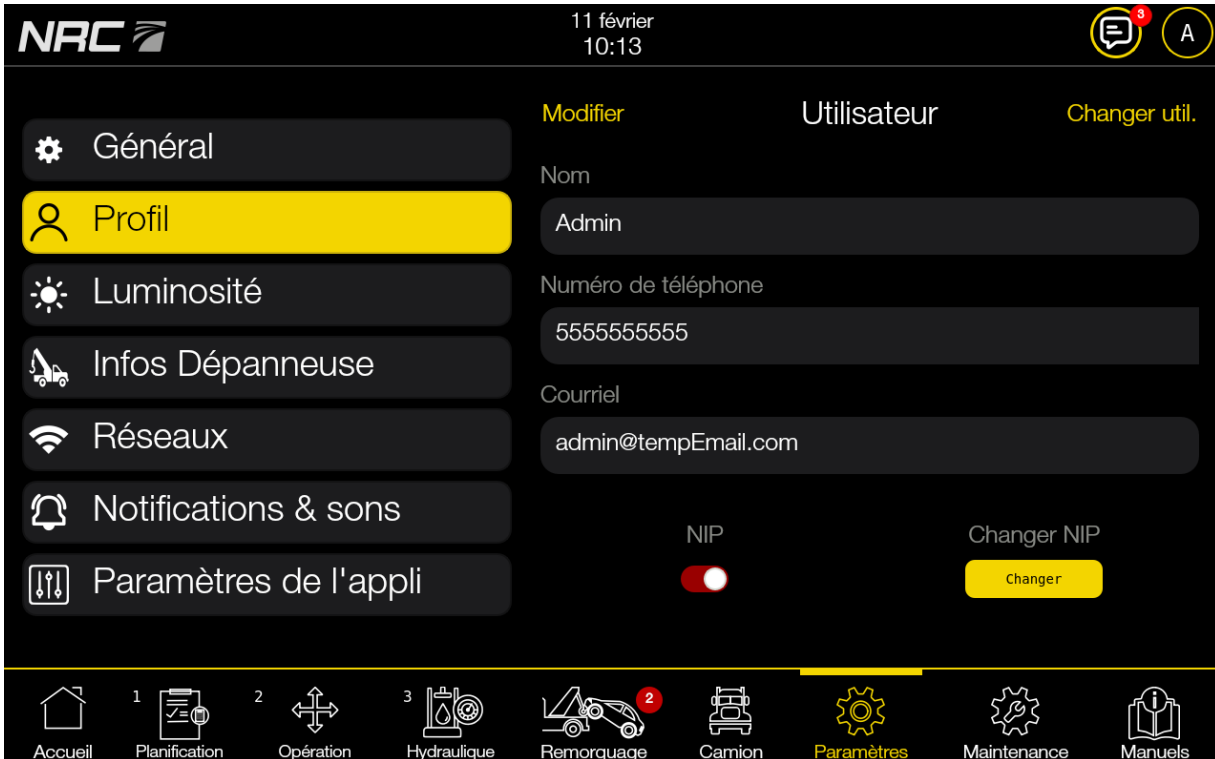 NRC
11 février
10:13
3
A
Général
Profil
Luminosité
Infos Dépanneuse
Réseaux
Notifications & sons
Paramètres de l'appli
Modifier
Utilisateur
Changer util.
Nom
Admin
Numéro de téléphone
5555555555
Courriel
admin@tempEmail.com
NIP
Changer NIP
Changer
Accueil
1
Planification
2
Opération
3
Hydraulique
2
Remorquage
Camion
Paramètres
Maintenance
Manuels